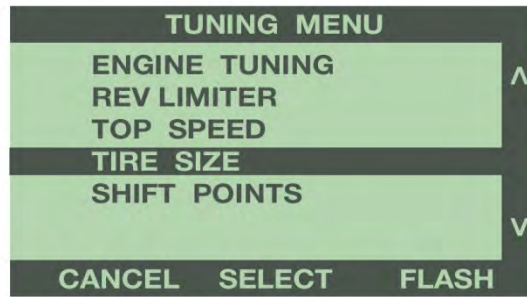 TUNING MENU
ENGINE TUNING
REV LIMITER
TOP SPEED
TIRE SIZE
SHIFT POINTS
CANCEL SELECT FLASH